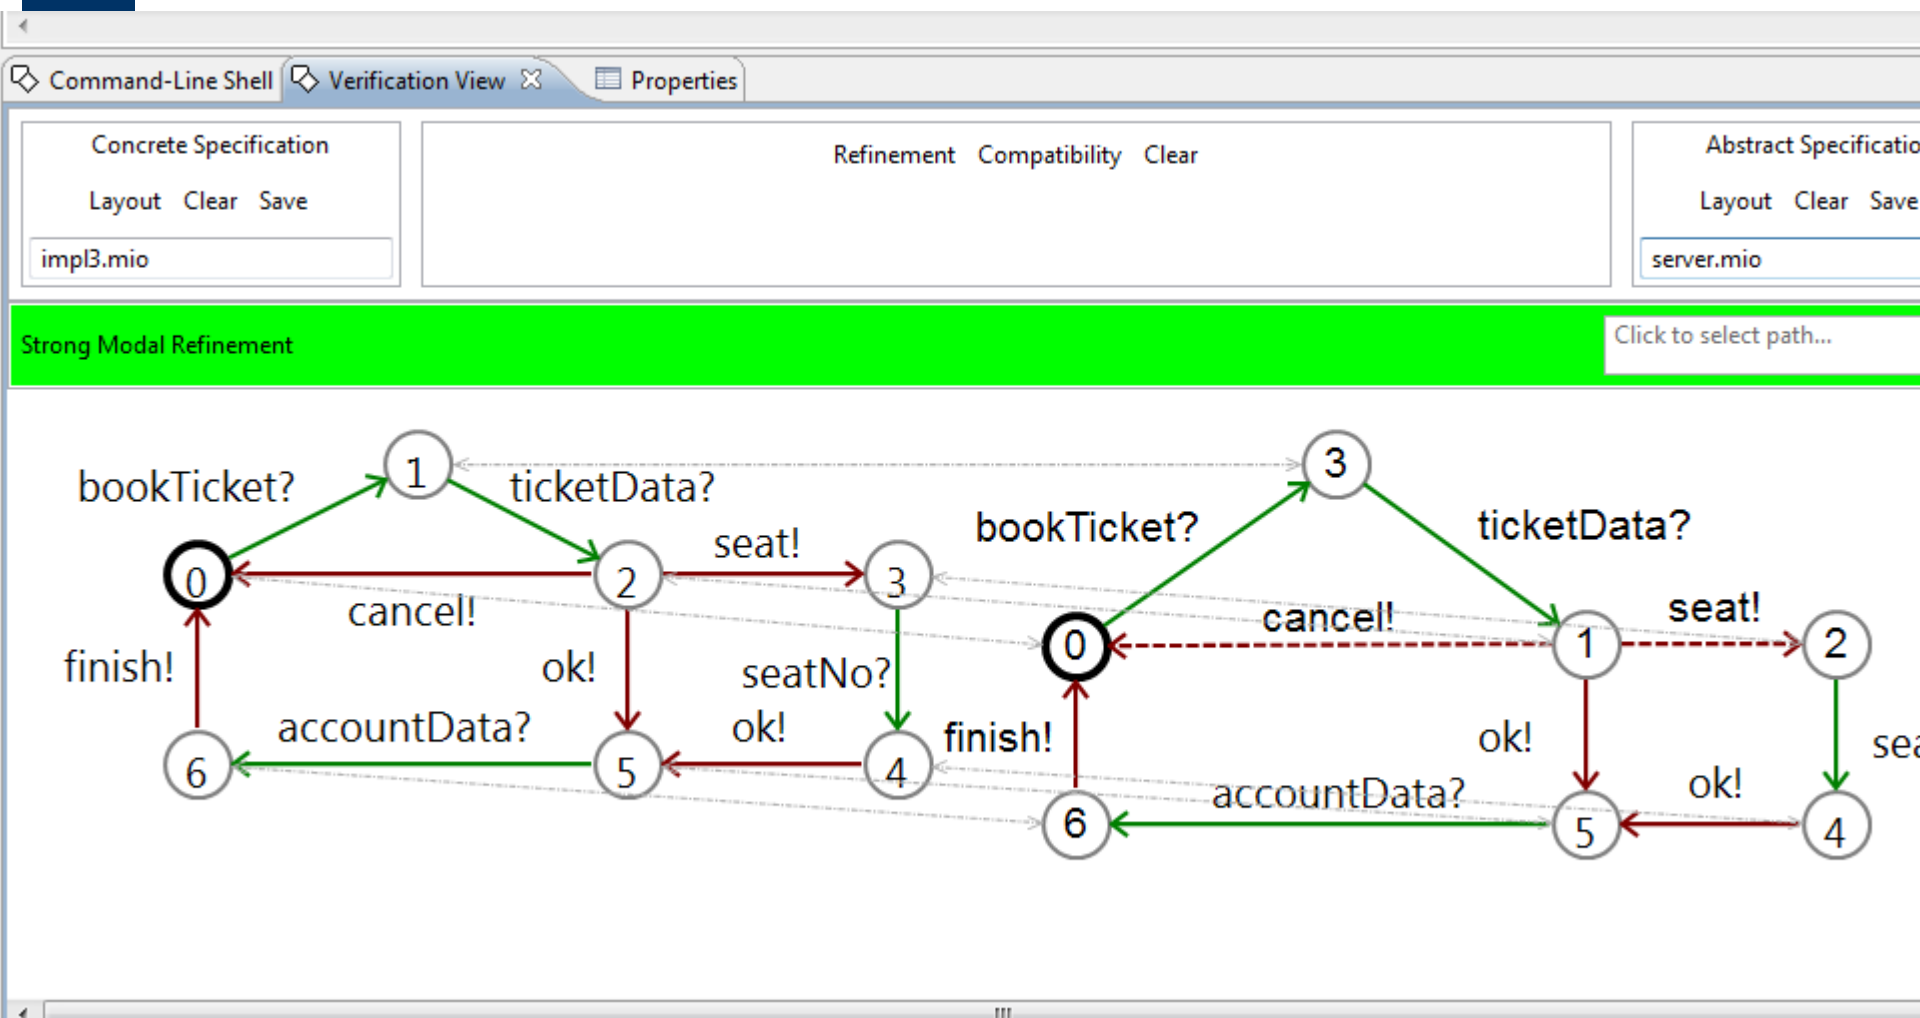 Command-Line Shell
Verification View
Properties
Concrete Specification
Layout Clear Save
impl3.mio
Refinement Compatibility Clear
Layout Clear Save
server.mio
Strong Modal Refinement
Click to select path...
1
3
bookTicket?
ticketData?
bookTicket?
ticketData?
seat!
0
2
3
cancel!
cancel!
seat!
0
1
2
finish!
ok!
seatNo?
accountData?
ok!
finish!
ok!
ok!
6
5
4
accountData?
6
5
4